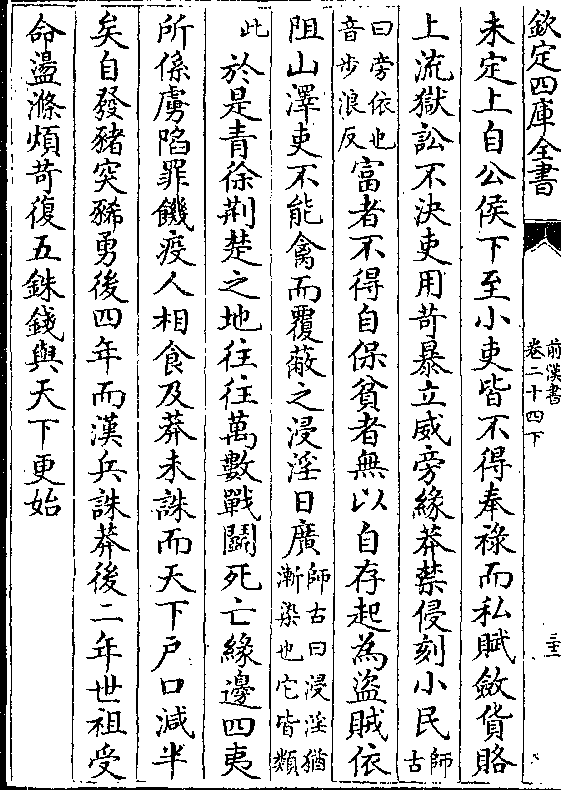 欽定四庫全書
前漢書
卷二十四下
三五
未定上自公侯下至小吏皆不得奉祿而私賦斂貨賂
上流獄訟不決吏用苛暴立威旁緣莽禁侵刻小民師古
曰旁依也音步浪反富者不得自保貧者無以自存起為盜賊依
阻山澤吏不能禽而覆蔽之浸淫日廣師古曰浸淫猶漸染也它皆類
此於是青徐荆楚之地往往萬數戰鬭死亡緣邊四夷
所係虜陷罪饑疫人相食及莽未誅而天下戶口減半
矣自發豬突豨勇後四年而漢兵誅莽後二年世祖受
命盪滌煩苛復五銖錢與天下更始